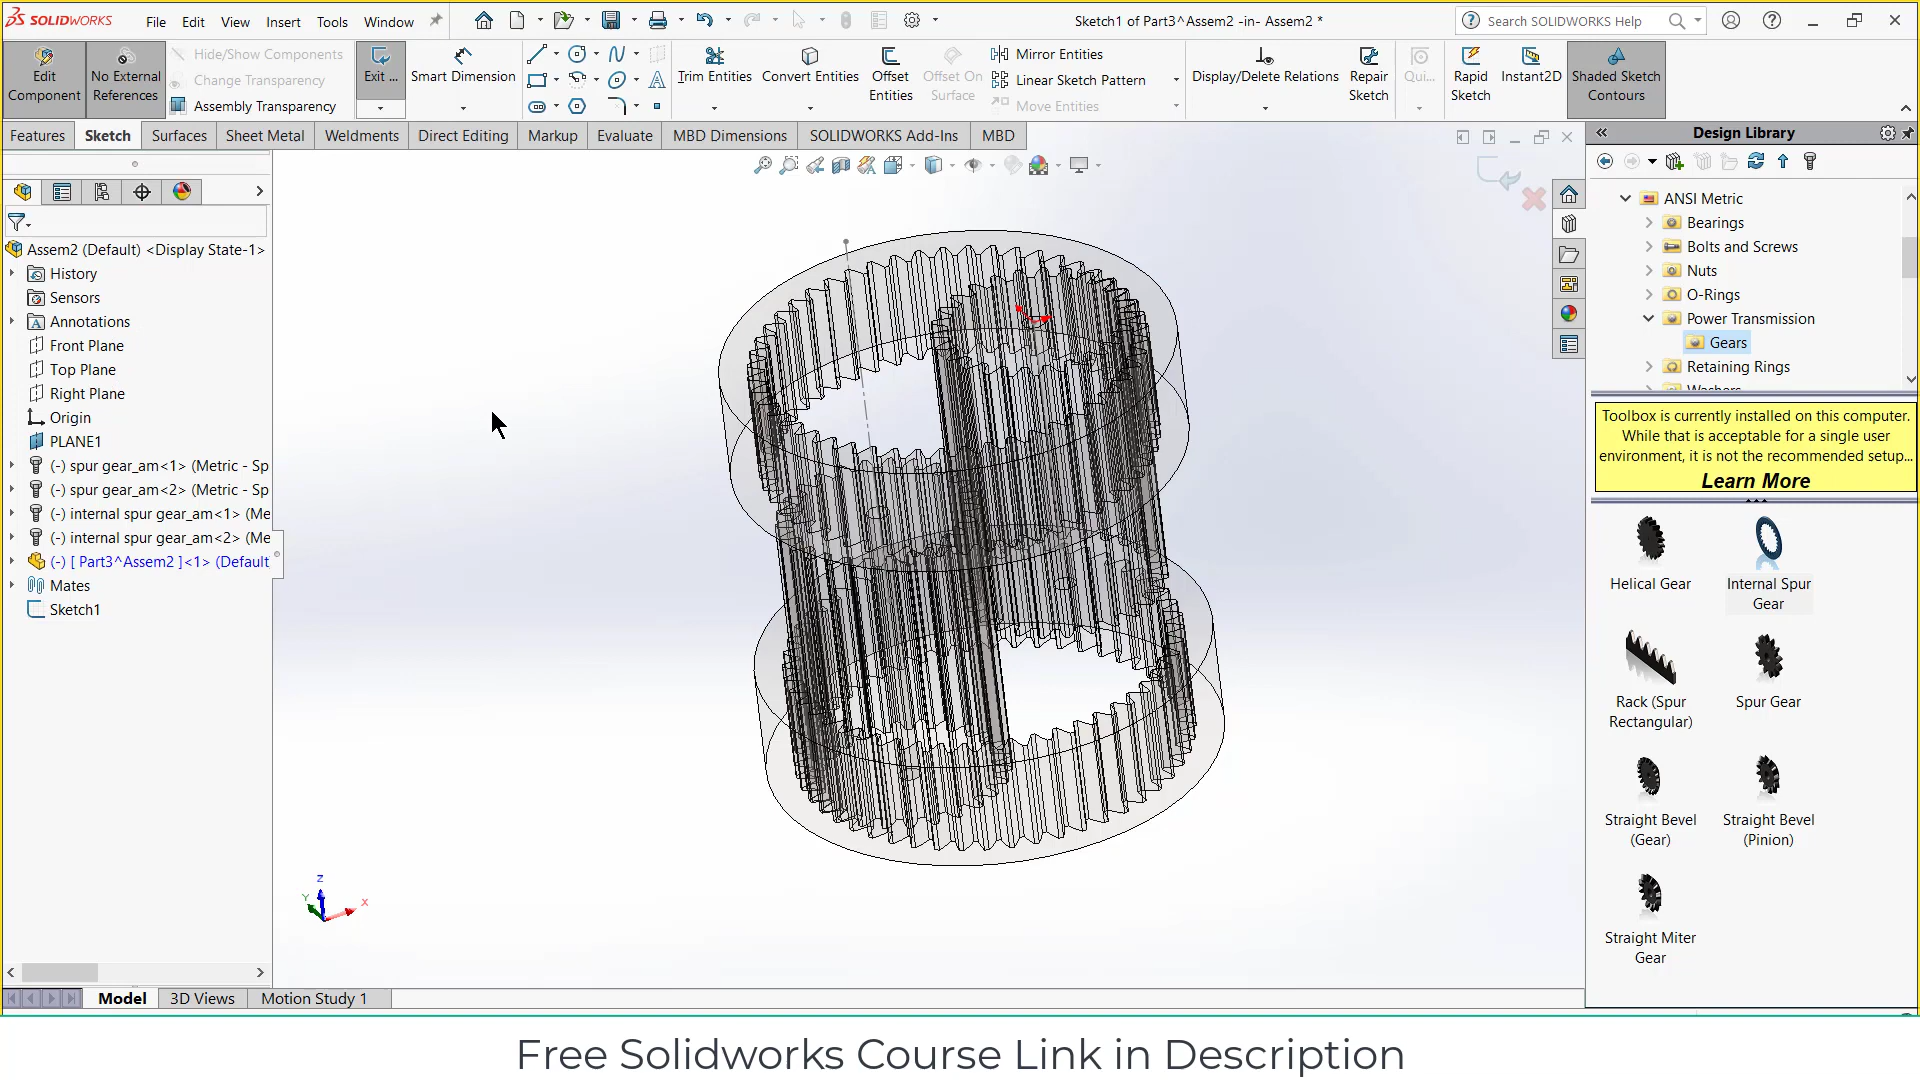 SOLIDWORKS File Edit View Insert Tools Window Sketch1 of Part3^Assem2 -in- Assem2 * Search SOLIDWORKS Help
Edit Component
No External References
Hide/Show Components
Change Transparency
Assembly Transparency
Exit ...
Smart Dimension
Trim Entities
Convert Entities
Offset Entities
Offset On Surface
Mirror Entities
Linear Sketch Pattern
Move Entities
Display/Delete Relations
Repair Sketch
Qui...
Rapid Sketch
Instant2D
Shaded Sketch Contours
Features Sketch Surfaces Sheet Metal Weldments Direct Editing Markup Evaluate MBD Dimensions SOLIDWORKS Add-Ins MBD
Assem2 (Default) <Display State-1>
History
Sensors
Annotations
Front Plane
Top Plane
Right Plane
Origin
PLANE1
(-) spur gear_am<1> (Metric - Sp
(-) spur gear_am<2> (Metric - Sp
(-) internal spur gear_am<1> (Me
(-) internal spur gear_am<2> (Me
(-) [ Part3^Assem2 ]<1> (Default
Mates
Sketch1
Z
Y
X
Model 3D Views Motion Study 1
Design Library
ANSI Metric
Bearings
Bolts and Screws
Nuts
O-Rings
Power Transmission
Gears
Retaining Rings
Washers
Toolbox is currently installed on this computer.
While that is acceptable for a single user
environment, it is not the recommended setup...
Learn More
Helical Gear
Internal Spur Gear
Rack (Spur Rectangular)
Spur Gear
Straight Bevel (Gear)
Straight Bevel (Pinion)
Straight Miter Gear
Free Solidworks Course Link in Description